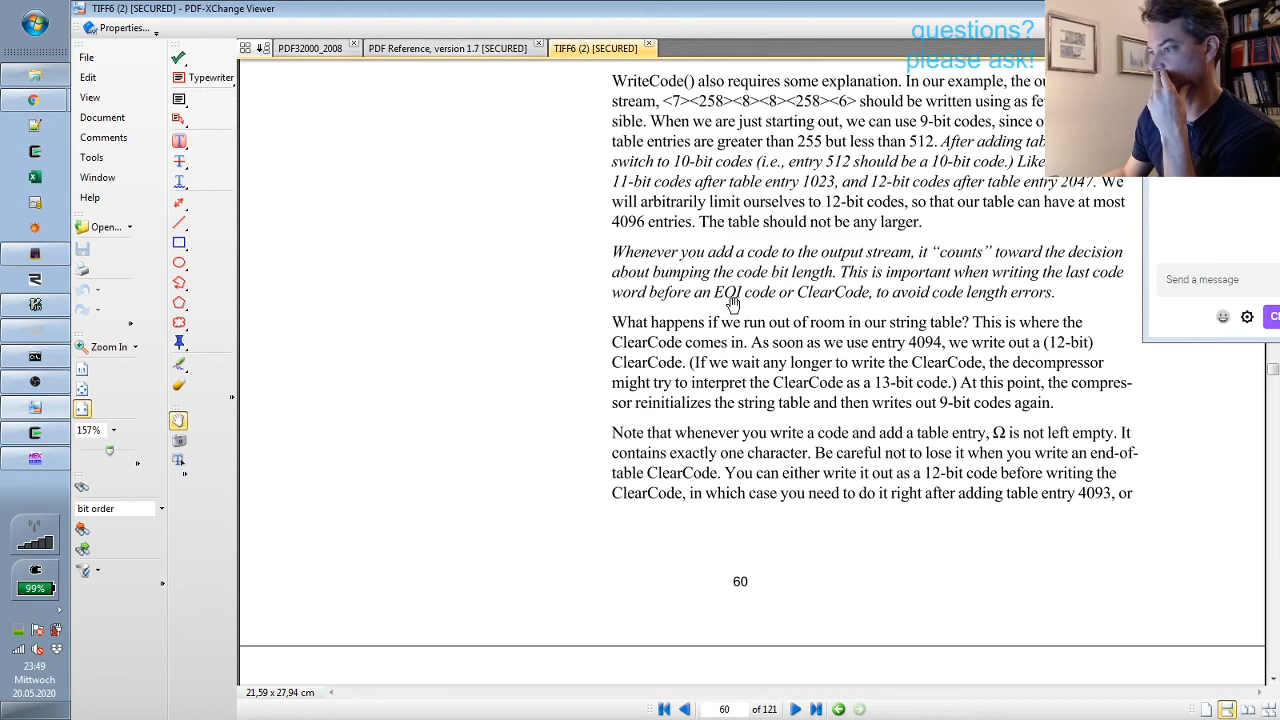 TIFF6 (2) [SECURED] - PDF-XChange Viewer
Properties...
PDF32000_2008
PDF Reference, version 1.7 [SECURED]
TIFF6 (2) [SECURED]
questions?
please ask!
File
Edit
View
Document
Comments
Tools
Window
Help
Open...
Zoom In
157%
bit order
Typewriter
WriteCode() also requires some explanation. In our example, the ou
stream, <7><258><8><8><258><6> should be written using as fe
sible. When we are just starting out, we can use 9-bit codes, since o
table entries are greater than 255 but less than 512. After adding tab
switch to 10-bit codes (i.e., entry 512 should be a 10-bit code.) Like
11-bit codes after table entry 1023, and 12-bit codes after table entry 2047. We
will arbitrarily limit ourselves to 12-bit codes, so that our table can have at most
4096 entries. The table should not be any larger.
Whenever you add a code to the output stream, it “counts” toward the decision
about bumping the code bit length. This is important when writing the last code
word before an EOI code or ClearCode, to avoid code length errors.
What happens if we run out of room in our string table? This is where the
ClearCode comes in. As soon as we use entry 4094, we write out a (12-bit)
ClearCode. (If we wait any longer to write the ClearCode, the decompressor
might try to interpret the ClearCode as a 13-bit code.) At this point, the compres-
sor reinitializes the string table and then writes out 9-bit codes again.
Note that whenever you write a code and add a table entry, Ω is not left empty. It
contains exactly one character. Be careful not to lose it when you write an end-of-
table ClearCode. You can either write it out as a 12-bit code before writing the
ClearCode, in which case you need to do it right after adding table entry 4093, or
60
Send a message
99%
23:49
Mittwoch
20.05.2020
21,59 x 27,94 cm
60
of 121